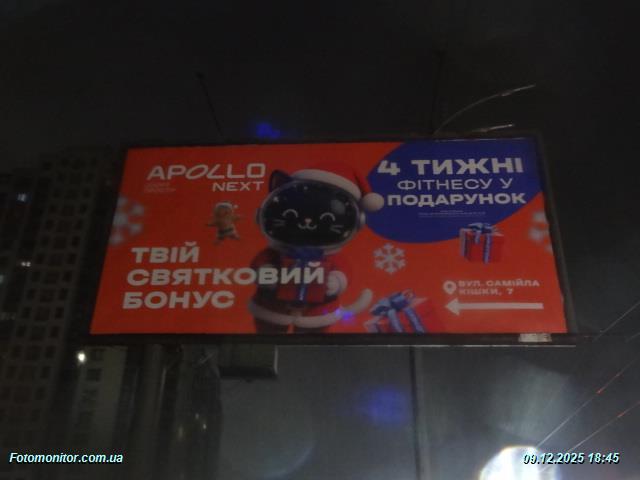 APOLLO
NEXT
4 ТИЖНІ
ФІТНЕСУ У
ПОДАРУНОК
ТВІЙ
СВЯТКОВИЙ
БОНУС
ВУЛ. САМІЙЛА
КІШКИ, 7
Fotomonitor.com.ua
09.12.2025 18:45